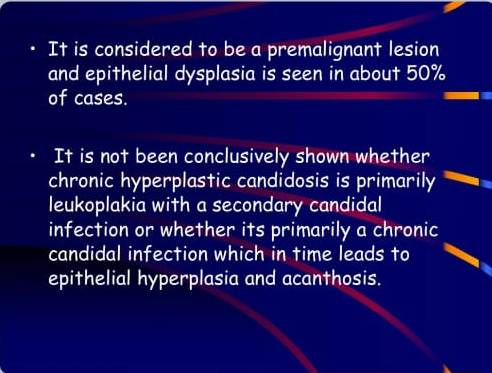 • It is considered to be a premalignant lesion
and epithelial dysplasia is seen in about 50%
of cases.
• It is not been conclusively shown whether
chronic hyperplastic candidosis is primarily
leukoplakia with a secondary candidal
infection or whether its primarily a chronic
candidal infection which in time leads to
epithelial hyperplasia and acanthosis.